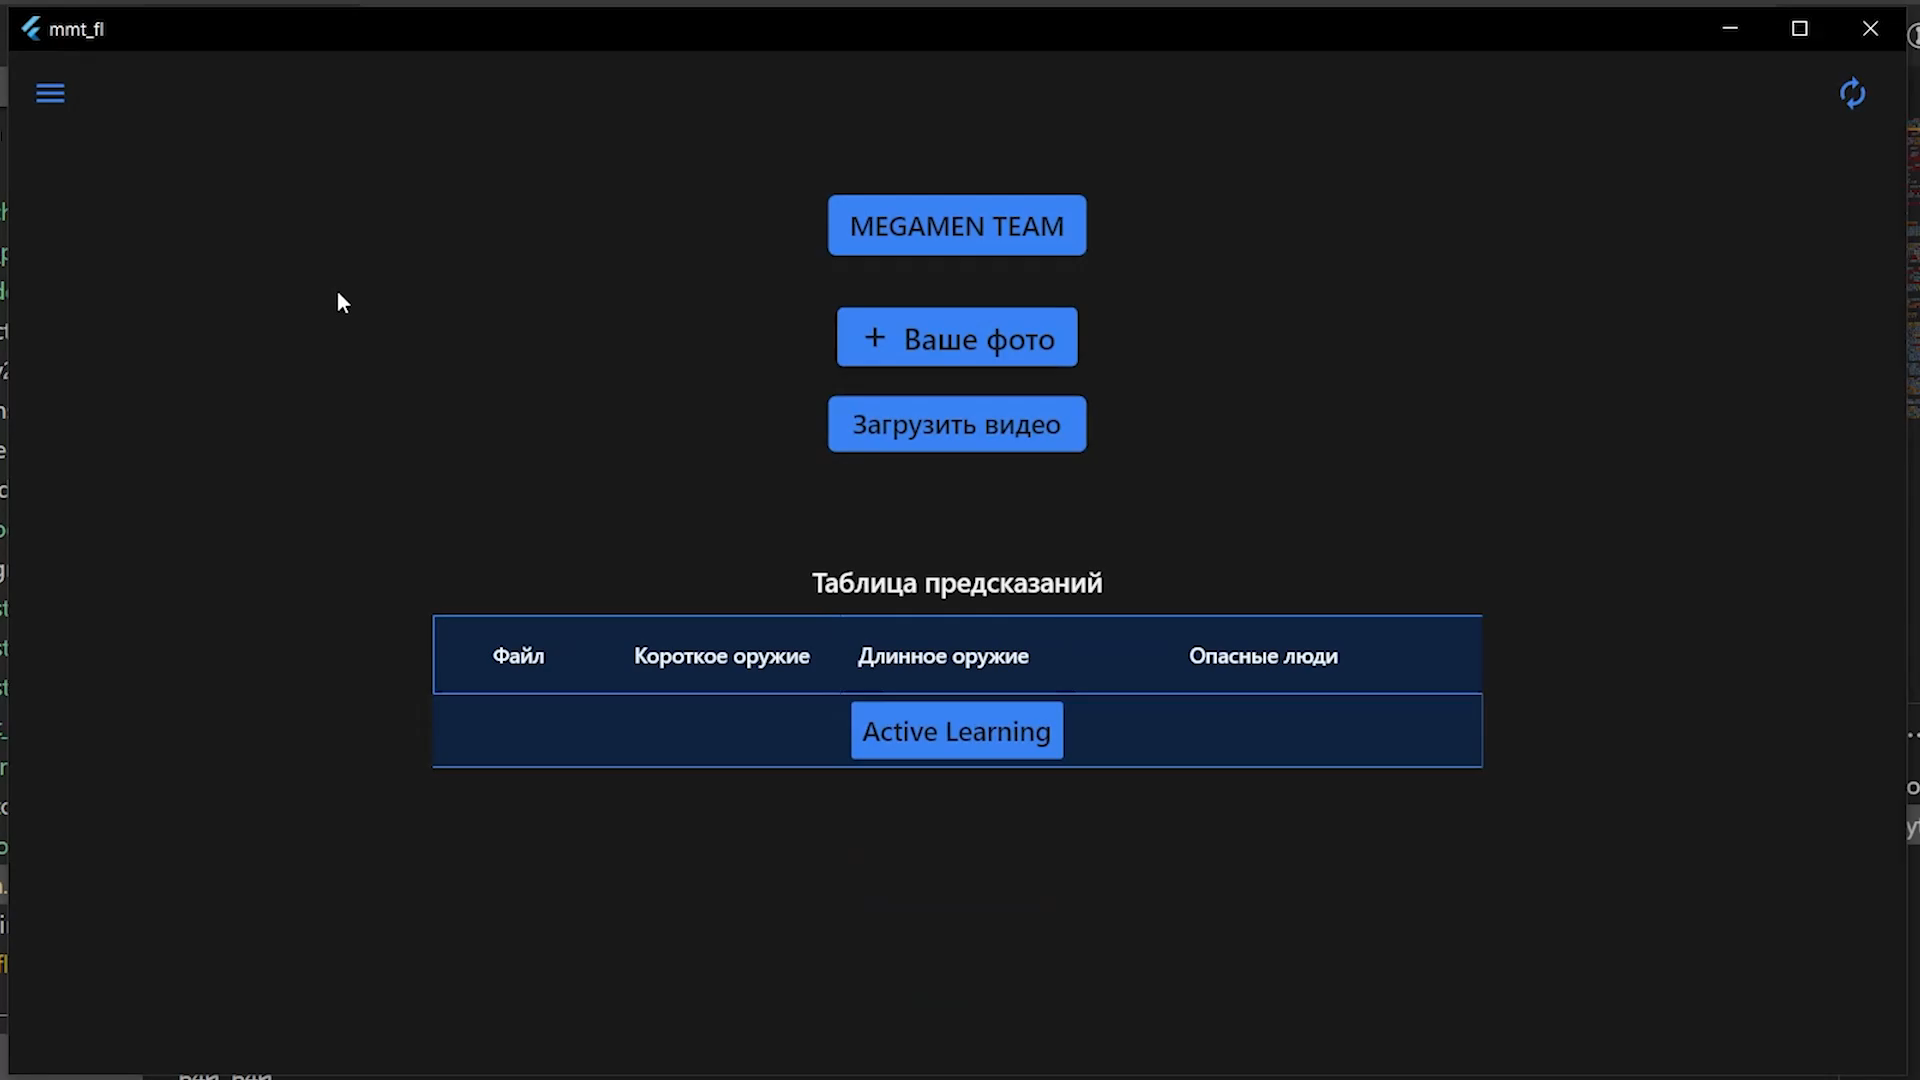 mmt_fl
MEGAMEN TEAM
+ Ваше фото
Загрузить видео
Таблица предсказаний
Файл Короткое оружие Длинное оружие Опасные люди
Active Learning